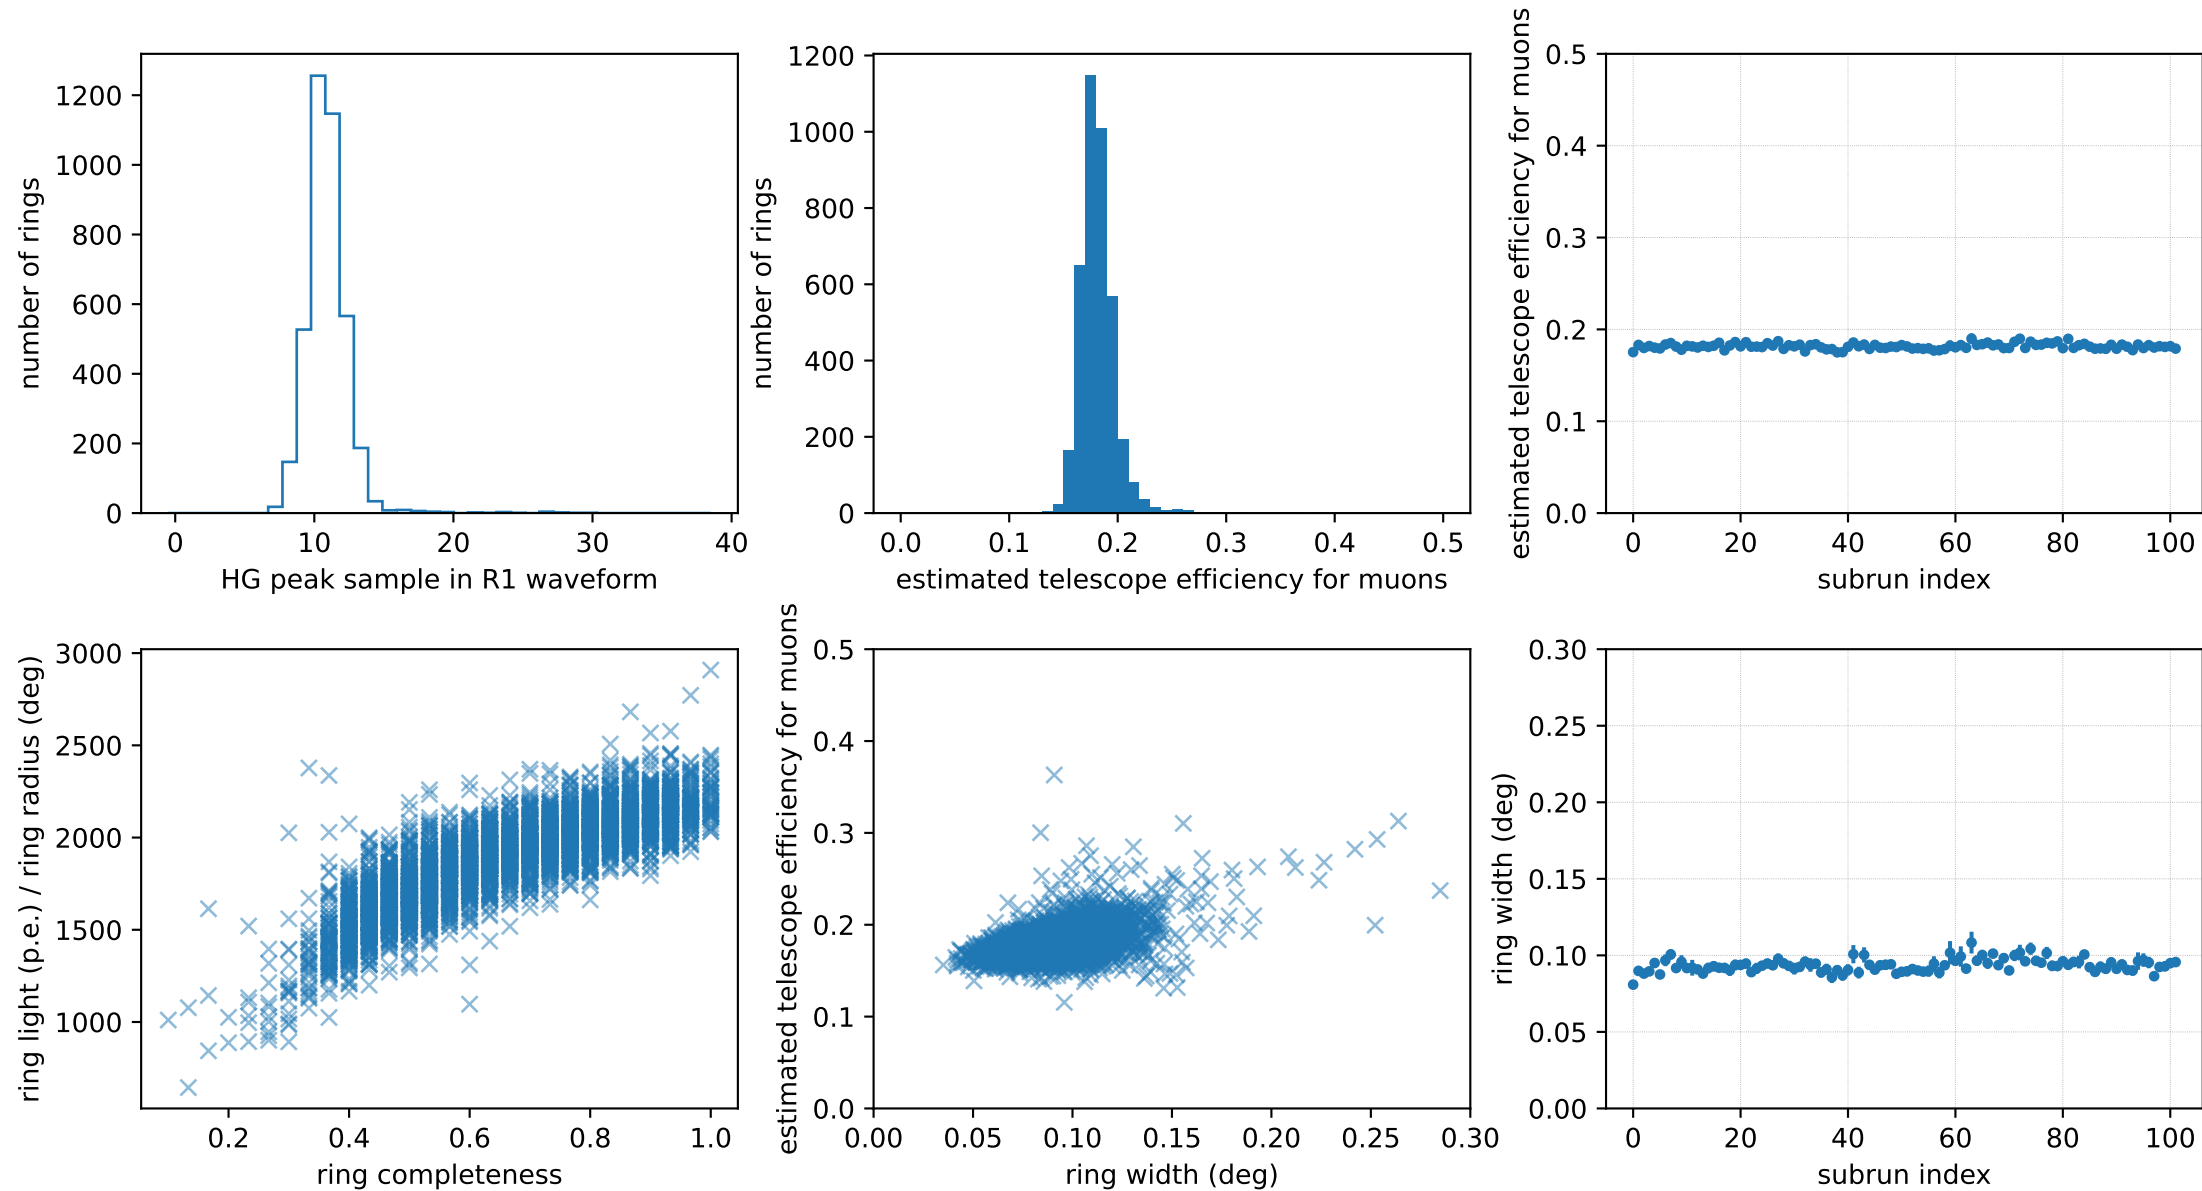 number of rings
1200
1000
800
600
400
200
0
0 10 20 30 40
HG peak sample in R1 waveform
number of rings
1200
1000
800
600
400
200
0
0.0 0.1 0.2 0.3 0.4 0.5
estimated telescope efficiency for muons
estimated telescope efficiency for muons
0.5
0.4
0.3
0.2
0.1
0.0
0 20 40 60 80 100
subrun index
ring light (p.e.) / ring radius (deg)
3000
2500
2000
1500
1000
0.2 0.4 0.6 0.8 1.0
ring completeness
estimated telescope efficiency for muons
0.5
0.4
0.3
0.2
0.1
0.0
0.00 0.05 0.10 0.15 0.20 0.25 0.30
ring width (deg)
ring width (deg)
0.30
0.25
0.20
0.15
0.10
0.05
0.00
0 20 40 60 80 100
subrun index